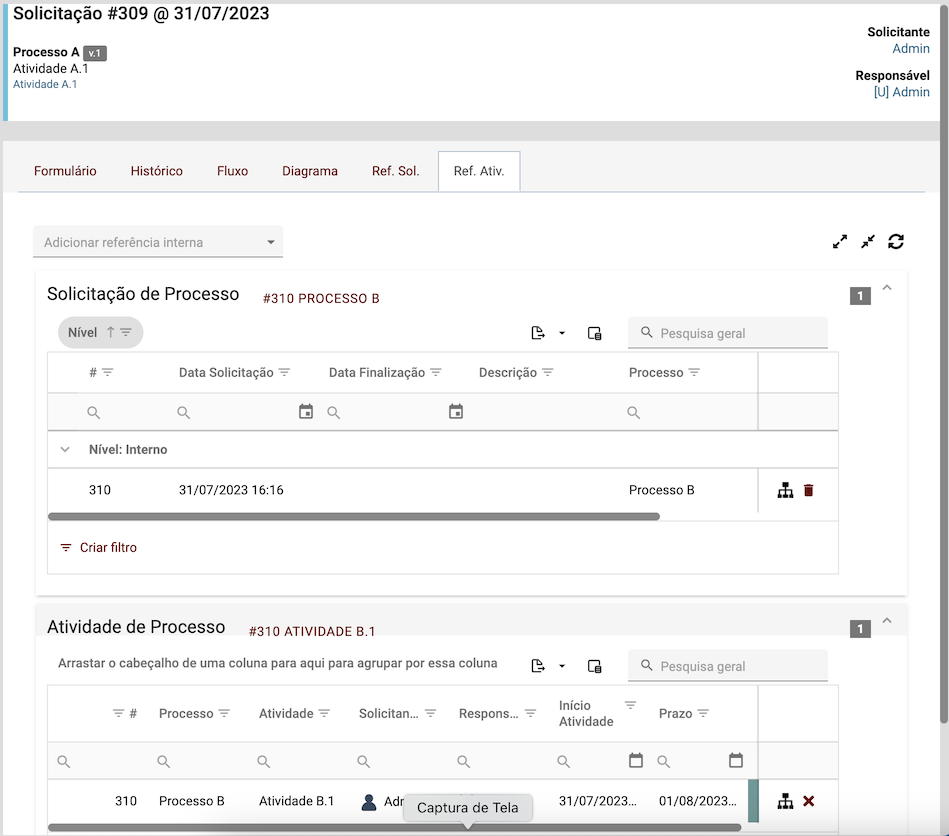 Solicitação #309 @ 31/07/2023
Solicitante
Admin
Processo A v.1
Atividade A.1
Atividade A.1
Responsável
[U] Admin
Formulário Histórico Fluxo Diagrama Ref. Sol. Ref. Ativ.
Adicionar referência interna
Solicitação de Processo #310 PROCESSO B 1
Nível Pesquisa geral
# Data Solicitação Data Finalização Descrição Processo
Nível: Interno
310 31/07/2023 16:16 Processo B
Criar filtro
Atividade de Processo #310 ATIVIDADE B.1 1
Arrastar o cabeçalho de uma coluna para aqui para agrupar por essa coluna Pesquisa geral
# Processo Atividade Solicitan... Respons... Início Atividade Prazo
310 Processo B Atividade B.1 31/07/2023... 01/08/2023...
Captura de Tela